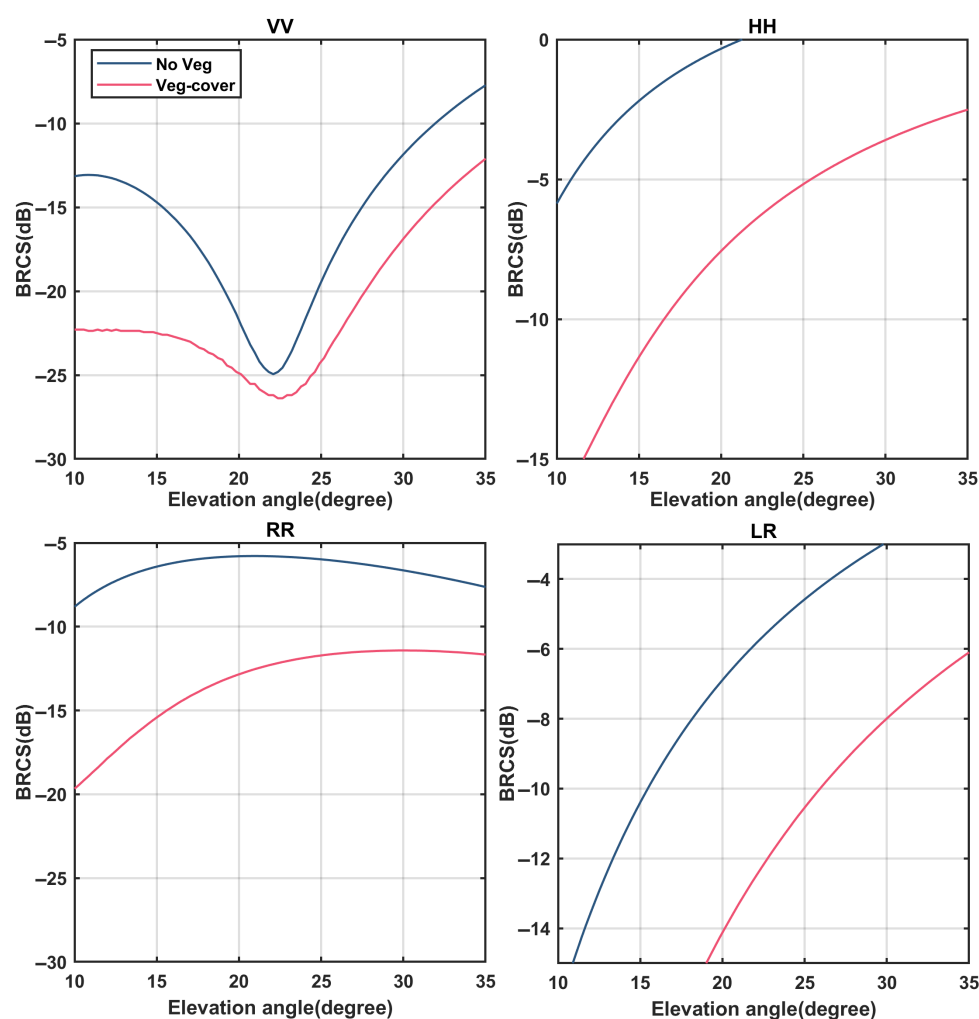 VV
−5
−10
−15
−20
−25
−30
BRCS(dB)
No Veg
Veg-cover
10 15 20 25 30 35
Elevation angle(degree)
HH
0
−5
−10
−15
BRCS(dB)
10 15 20 25 30 35
Elevation angle(degree)
RR
−5
−10
−15
−20
−25
−30
BRCS(dB)
10 15 20 25 30 35
Elevation angle(degree)
LR
−4
−6
−8
−10
−12
−14
BRCS(dB)
10 15 20 25 30 35
Elevation angle(degree)